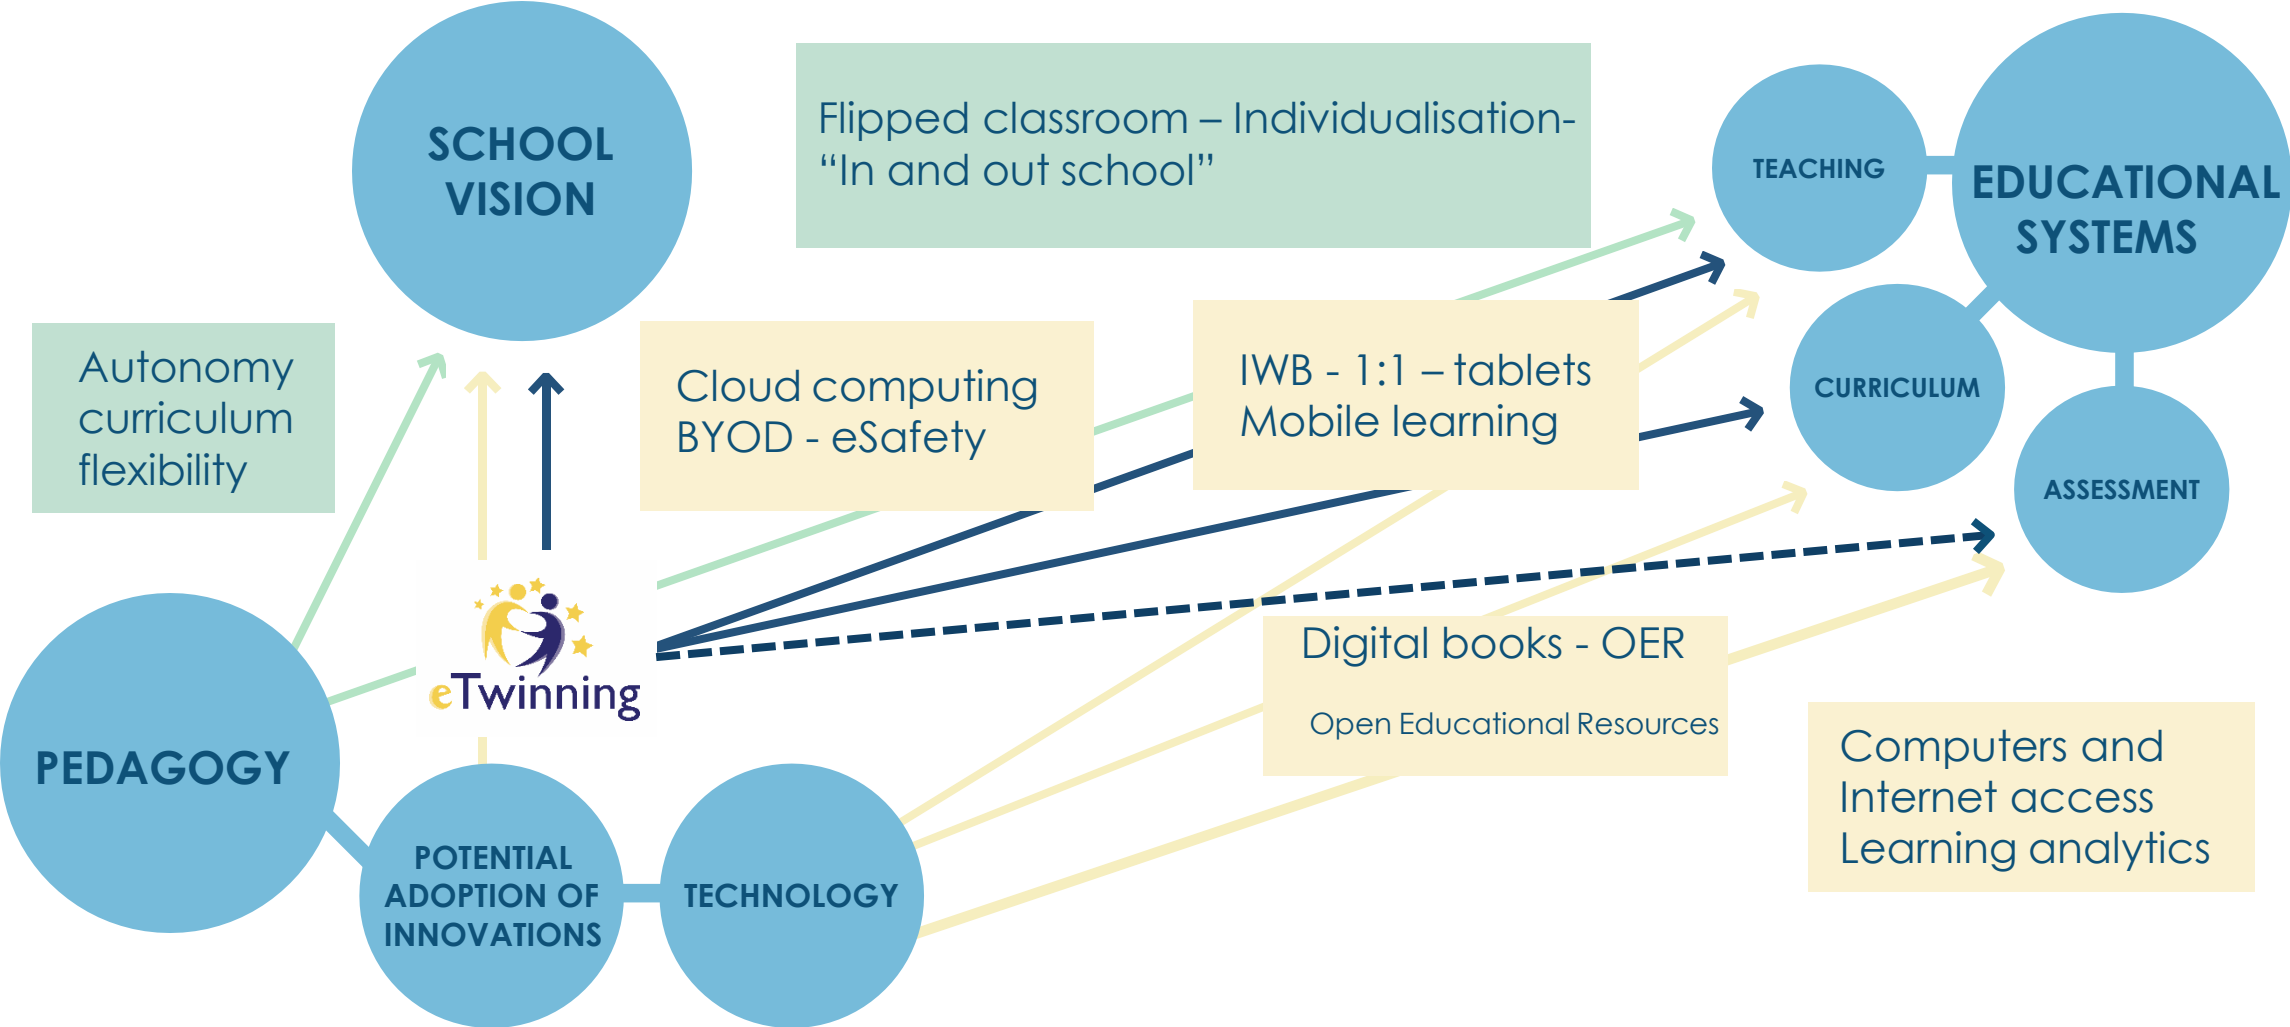 SCHOOL
VISION
Flipped classroom – Individualisation-
“In and out school”
TEACHING
EDUCATIONAL
SYSTEMS
Autonomy
curriculum
flexibility
Cloud computing
BYOD - eSafety
IWB - 1:1 – tablets
Mobile learning
CURRICULUM
ASSESSMENT
eTwinning
Digital books - OER
Open Educational Resources
PEDAGOGY
Computers and
Internet access
Learning analytics
POTENTIAL
ADOPTION OF
INNOVATIONS
TECHNOLOGY